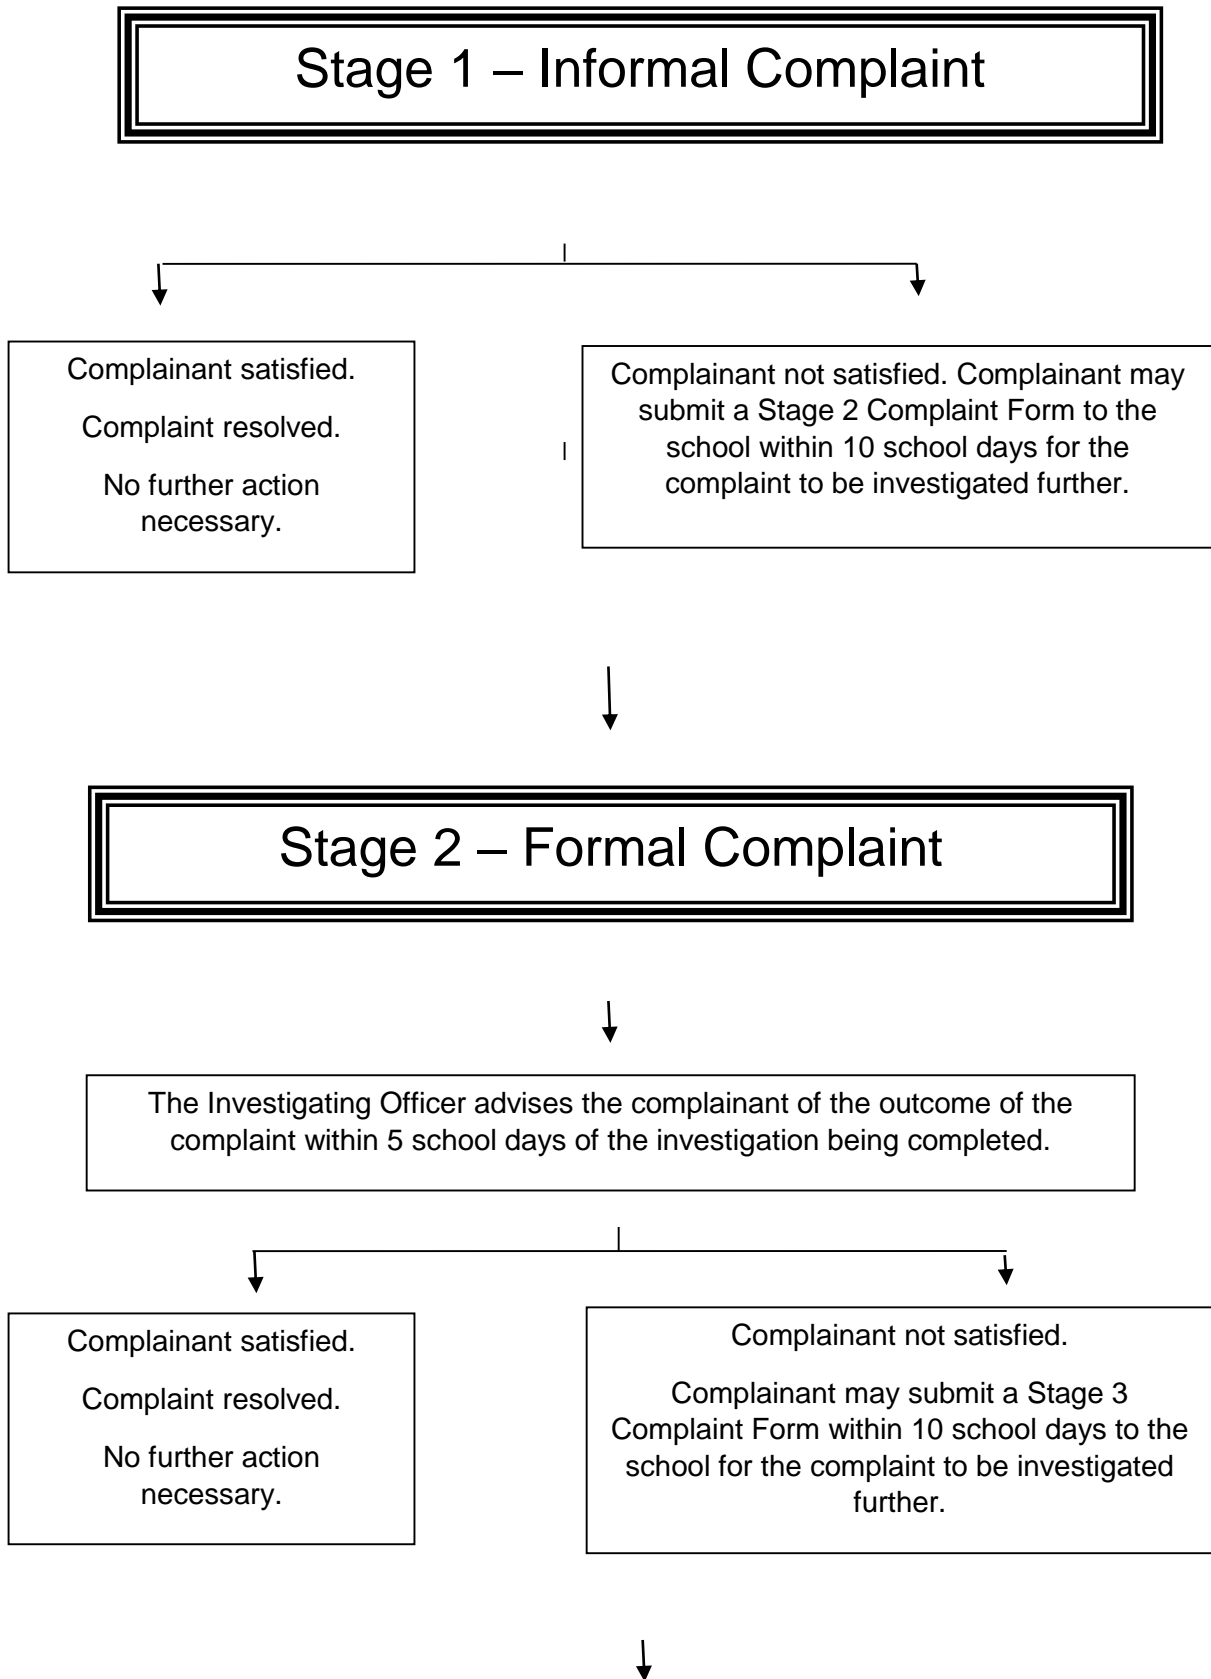 Stage 1 – Informal Complaint
Complainant satisfied.
Complaint resolved.
No further action
necessary.
Complainant not satisfied. Complainant may
submit a Stage 2 Complaint Form to the
school within 10 school days for the
complaint to be investigated further.
Stage 2 – Formal Complaint
The Investigating Officer advises the complainant of the outcome of the
complaint within 5 school days of the investigation being completed.
Complainant satisfied.
Complaint resolved.
No further action
necessary.
Complainant not satisfied.
Complainant may submit a Stage 3
Complaint Form within 10 school days to the
school for the complaint to be investigated
further.